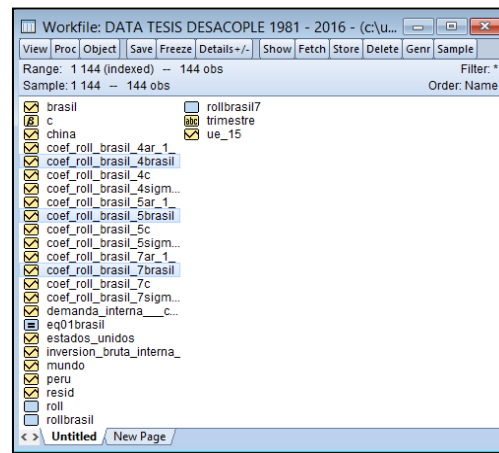 Workfile: DATA TESIS DESACOPLE 1981 - 2016 - (c:\u...
View Proc Object Save Freeze Details+/- Show Fetch Store Delete Genr Sample
Range: 1 144 (indexed) -- 144 obs Filter: *
Sample: 1 144 -- 144 obs Order: Name
brasil
c
china
coef_roll_brasil_4ar_1_
coef_roll_brasil_4brasil
coef_roll_brasil_4c
coef_roll_brasil_4sigm...
coef_roll_brasil_5ar_1_
coef_roll_brasil_5brasil
coef_roll_brasil_5c
coef_roll_brasil_5sigm...
coef_roll_brasil_7ar_1_
coef_roll_brasil_7brasil
coef_roll_brasil_7c
coef_roll_brasil_7sigm...
demanda_interna___c...
eq01brasil
estados_unidos
inversion_bruta_interna_
mundo
peru
resid
roll
rollbrasil
rollbrasil7
abc trimestre
ue_15
< > Untitled New Page